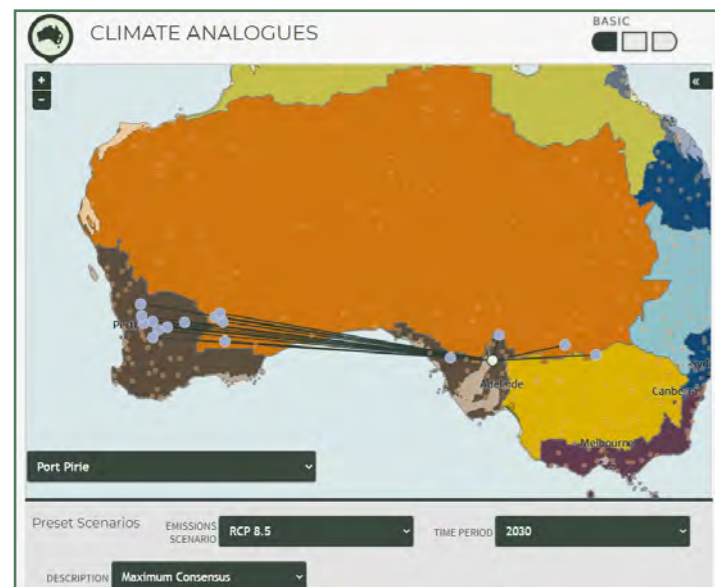 CLIMATE ANALOGUES
BASIC
+
-
«
Adelaide
Canber
Melbourne
Port Pirie
Preset Scenarios
EMISSIONS SCENARIO
RCP 8.5
TIME PERIOD
2030
DESCRIPTION
Maximum Consensus